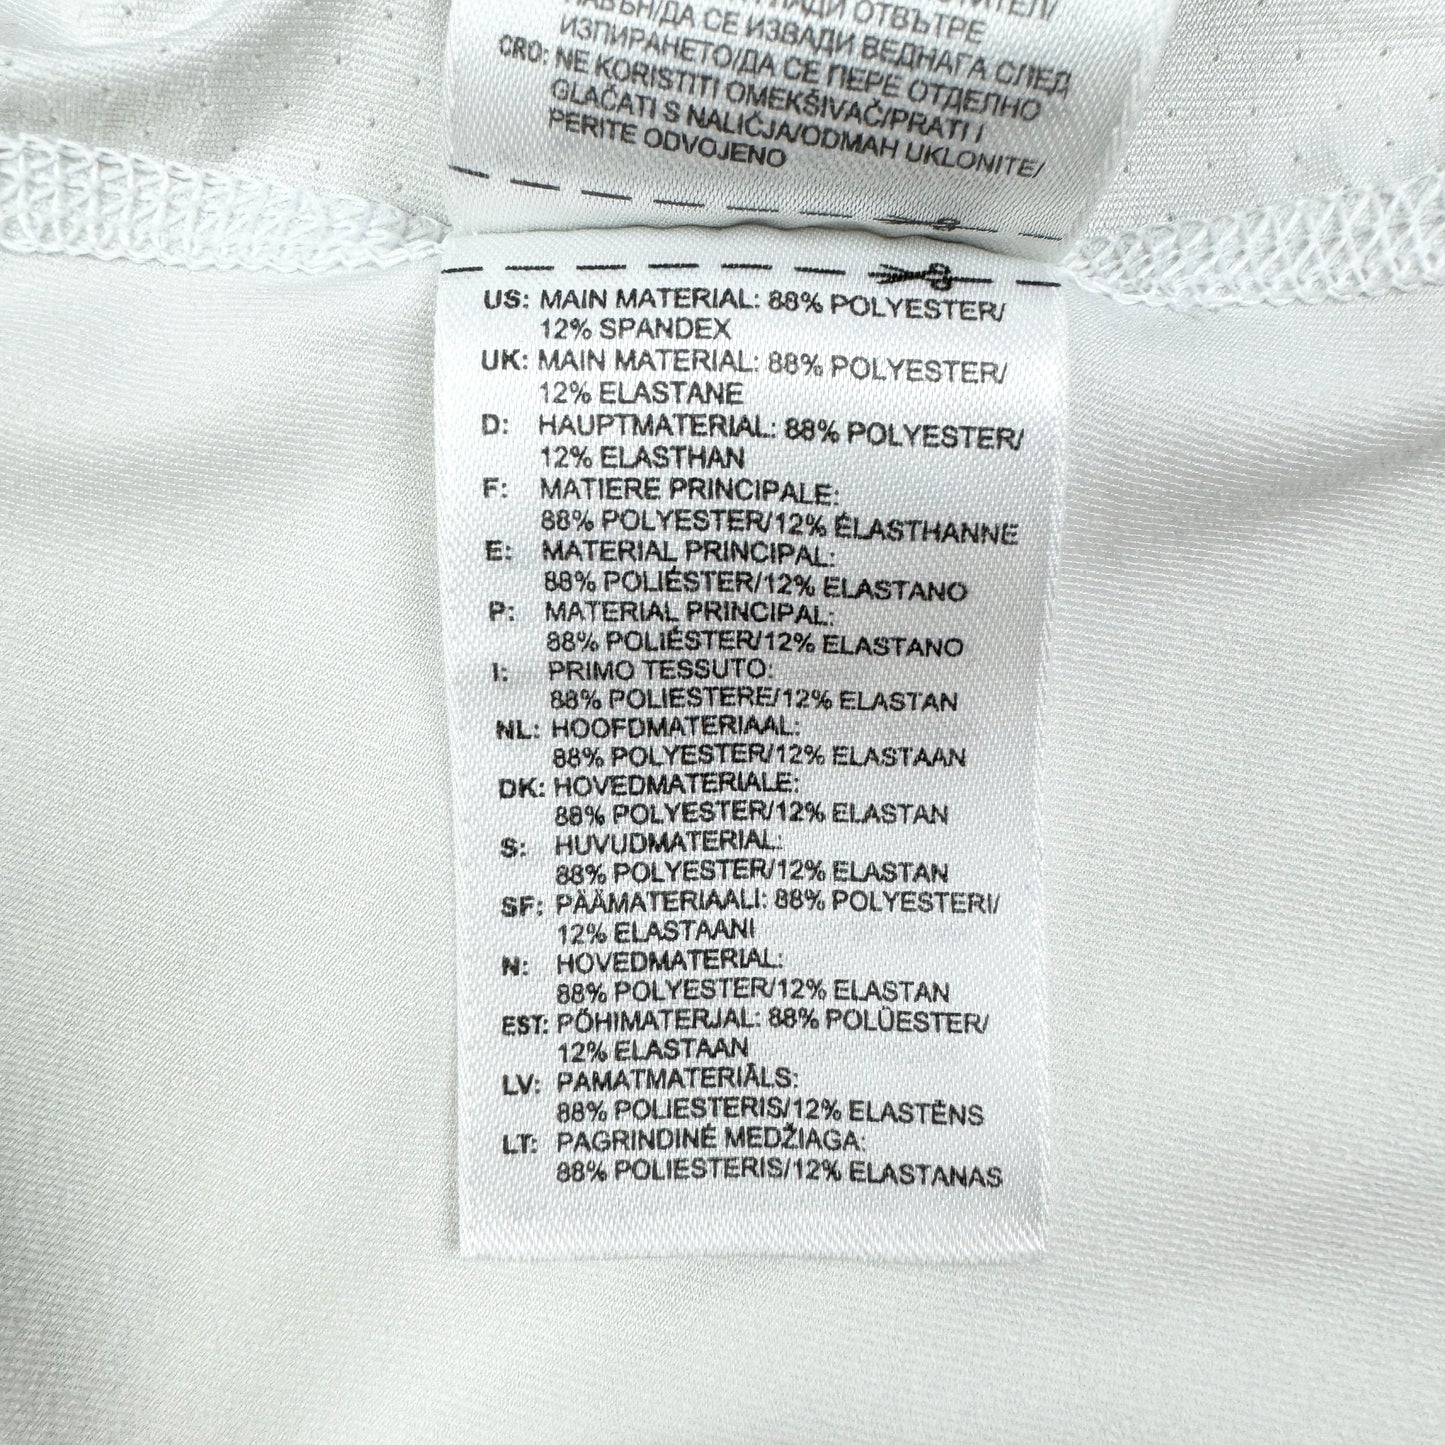 НАВЪН/ДА СЕ ИЗВАДИ ВЕДНАГА СЛЕД
ИЗПИРАНЕТО/ДА СЕ ПЕРЕ ОТДЕЛНО
CRO: NE KORISTITI OMEKŠIVAČ/PRATI I
GLAČATI S NALIČJA/ODMAH UKLONITE/
PERITE ODVOJENO
US: MAIN MATERIAL: 88% POLYESTER/
12% SPANDEX
UK: MAIN MATERIAL: 88% POLYESTER/
12% ELASTANE
D: HAUPTMATERIAL: 88% POLYESTER/
12% ELASTHAN
F: MATIERE PRINCIPALE:
88% POLYESTER/12% ÉLASTHANNE
E: MATERIAL PRINCIPAL:
88% POLIÉSTER/12% ELASTANO
P: MATERIAL PRINCIPAL:
88% POLIÉSTER/12% ELASTANO
I: PRIMO TESSUTO:
88% POLIESTERE/12% ELASTAN
NL: HOOFDMATERIAAL:
88% POLYESTER/12% ELASTAAN
DK: HOVEDMATERIALE:
88% POLYESTER/12% ELASTAN
S: HUVUDMATERIAL:
88% POLYESTER/12% ELASTAN
SF: PÄÄMATERIAALI: 88% POLYESTERI/
12% ELASTAANI
N: HOVEDMATERIAL:
88% POLYESTER/12% ELASTAN
EST: PÕHIMATERJAL: 88% POLÜESTER/
12% ELASTAAN
LV: PAMATMATERIĀLS:
88% POLIESTERIS/12% ELASTĒNS
LT: PAGRINDINĖ MEDŽIAGA:
88% POLIESTERIS/12% ELASTANAS